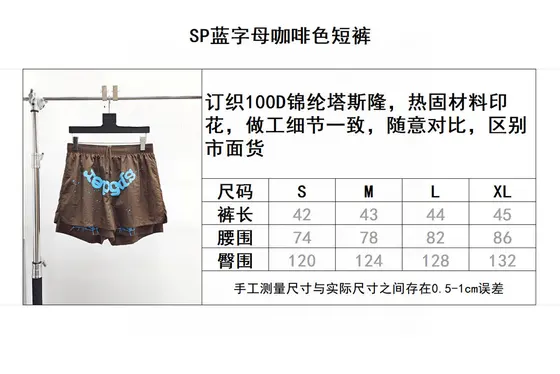 SP蓝字母咖啡色短裤
订织100D锦纶塔斯隆，热固材料印
花，做工细节一致，随意对比，区别
市面货
尺码 S M L XL
裤长 42 43 44 45
腰围 74 78 82 86
臀围 120 124 128 132
手工测量尺寸与实际尺寸之间存在0.5-1cm误差